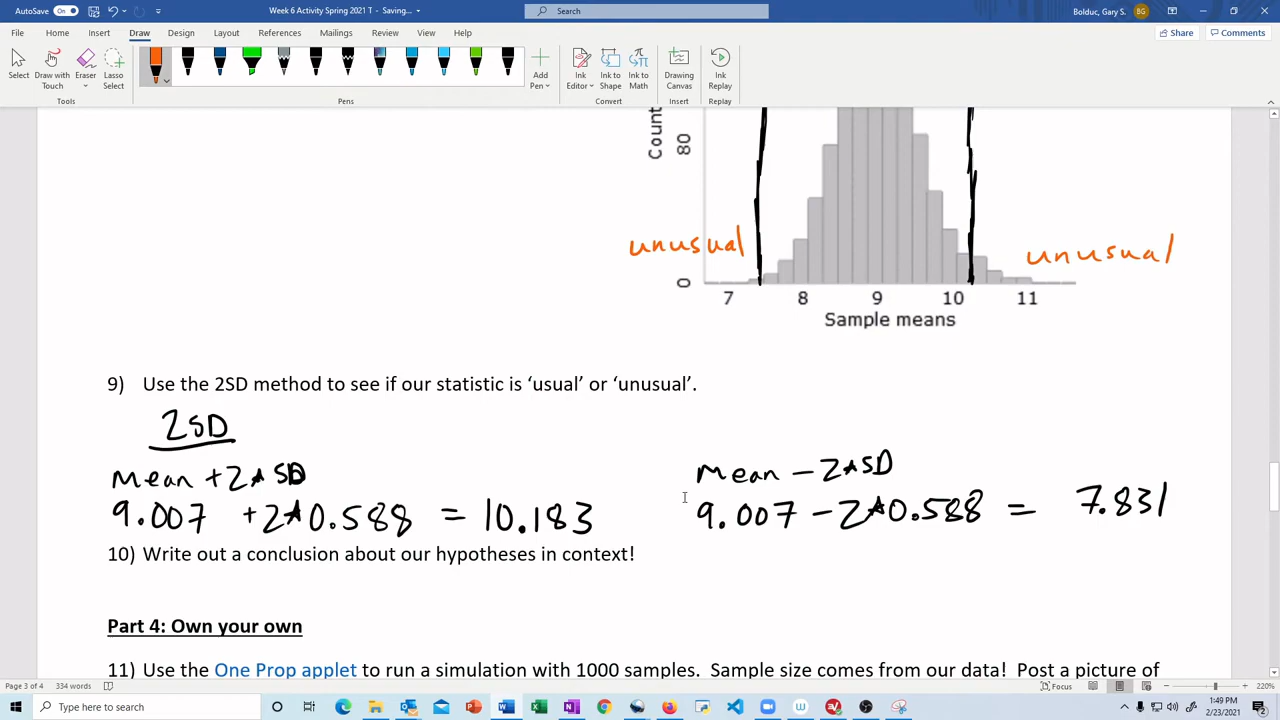 AutoSave On Week 6 Activity Spring 2021 T - Saving... Search Bolduc, Gary S. BG
File Home Insert Draw Design Layout References Mailings Review View Help Share Comments
Select Draw with Touch Eraser Lasso Select Add Pen Ink Editor Ink to Shape Ink to Math Drawing Canvas Ink Replay
Tools Pens Convert Insert Replay
Count
80
unusual
unusual
0
7 8 9 10 11
Sample means
9) Use the 2SD method to see if our statistic is ‘usual’ or ‘unusual’.
2SD
Mean + 2*SD
Mean - 2*SD
9.007 + 2*0.588 = 10.183
9.007 - 2*0.588 = 7.831
10) Write out a conclusion about our hypotheses in context!
Part 4: Own your own
11) Use the One Prop applet to run a simulation with 1000 samples. Sample size comes from our data! Post a picture of
Page 3 of 4 334 words Focus 220%
Type here to search 1:49 PM
2/23/2021